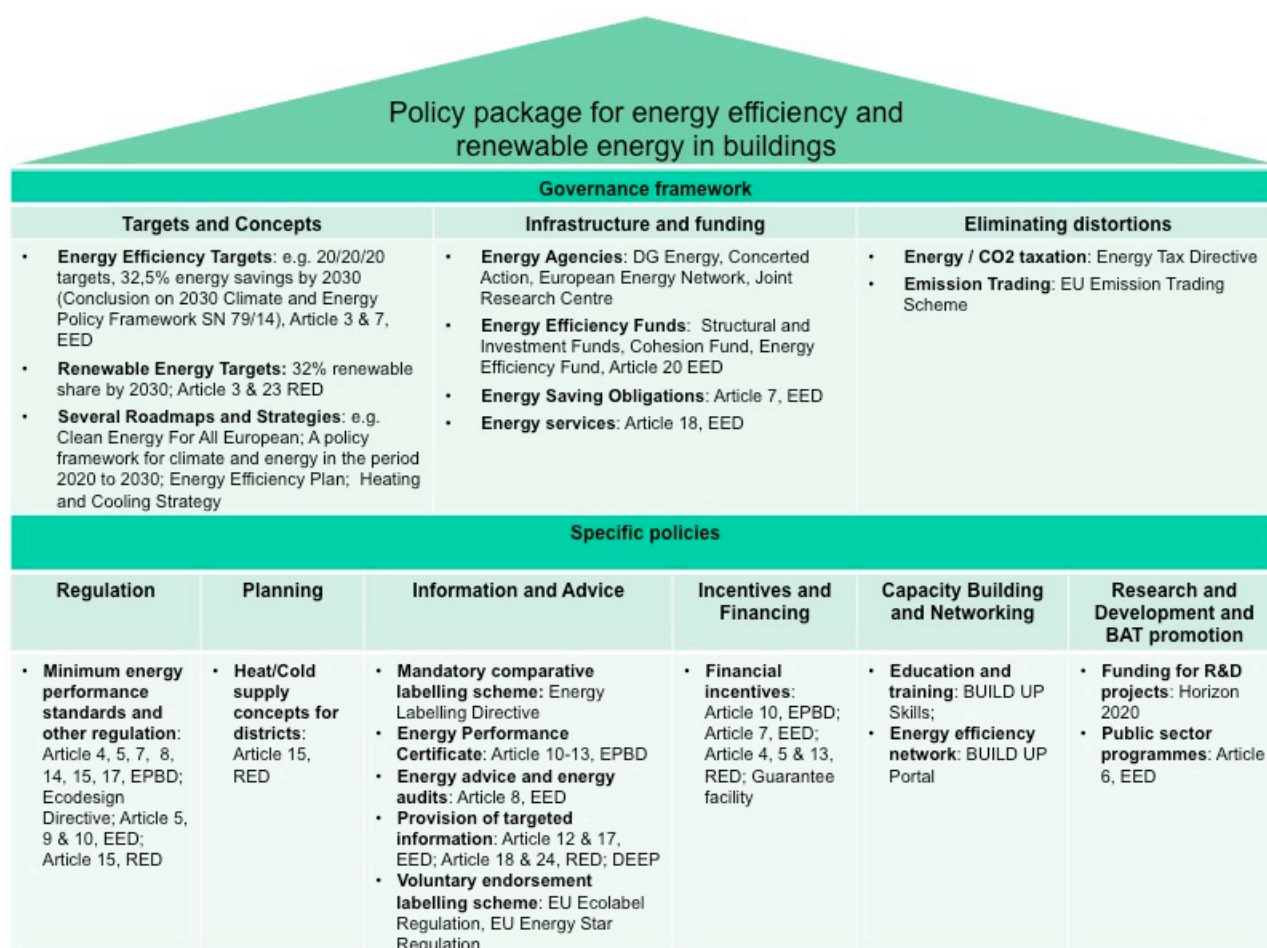 Policy package for energy efficiency and
renewable energy in buildings
Governance framework
Targets and Concepts
• Energy Efficiency Targets: e.g. 20/20/20
targets, 32,5% energy savings by 2030
(Conclusion on 2030 Climate and Energy
Policy Framework SN 79/14), Article 3 & 7,
EED
• Renewable Energy Targets: 32% renewable
share by 2030; Article 3 & 23 RED
• Several Roadmaps and Strategies: e.g.
Clean Energy For All European; A policy
framework for climate and energy in the period
2020 to 2030; Energy Efficiency Plan; Heating
and Cooling Strategy
Infrastructure and funding
• Energy Agencies: DG Energy, Concerted
Action, European Energy Network, Joint
Research Centre
• Energy Efficiency Funds: Structural and
Investment Funds, Cohesion Fund, Energy
Efficiency Fund, Article 20 EED
• Energy Saving Obligations: Article 7, EED
• Energy services: Article 18, EED
Eliminating distortions
• Energy / CO2 taxation: Energy Tax Directive
• Emission Trading: EU Emission Trading
Scheme
Specific policies
Regulation
• Minimum energy
performance
standards and
other regulation:
Article 4, 5, 7, 8,
14, 15, 17, EPBD;
Ecodesign
Directive; Article 5,
9 & 10, EED;
Article 15, RED
Planning
• Heat/Cold
supply
concepts for
districts:
Article 15,
RED
Information and Advice
• Mandatory comparative
labelling scheme: Energy
Labelling Directive
• Energy Performance
Certificate: Article 10-13, EPBD
• Energy advice and energy
audits: Article 8, EED
• Provision of targeted
information: Article 12 & 17,
EED; Article 18 & 24, RED; DEEP
• Voluntary endorsement
labelling scheme: EU Ecolabel
Regulation, EU Energy Star
Regulation
Incentives and
Financing
• Financial
incentives:
Article 10, EPBD;
Article 7, EED;
Article 4, 5 & 13,
RED; Guarantee
facility
Capacity Building
and Networking
• Education and
training: BUILD UP
Skills;
• Energy efficiency
network: BUILD UP
Portal
Research and
Development and
BAT promotion
• Funding for R&D
projects: Horizon
2020
• Public sector
programmes: Article
6, EED